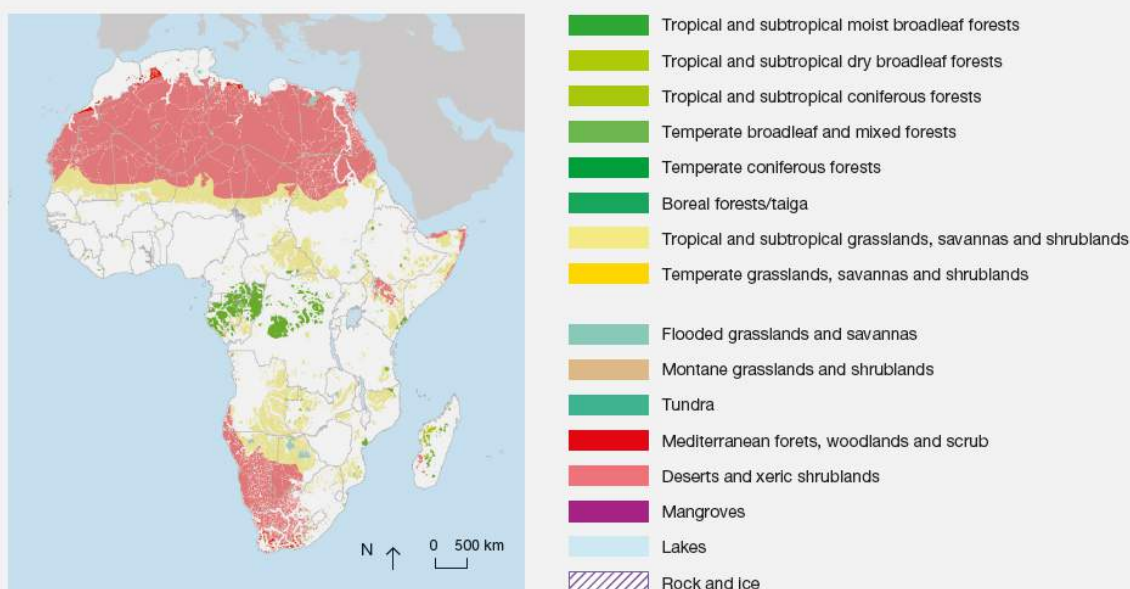 Tropical and subtropical moist broadleaf forests
Tropical and subtropical dry broadleaf forests
Tropical and subtropical coniferous forests
Temperate broadleaf and mixed forests
Temperate coniferous forests
Boreal forests/taiga
Tropical and subtropical grasslands, savannas and shrublands
Temperate grasslands, savannas and shrublands
Flooded grasslands and savannas
Montane grasslands and shrublands
Tundra
Mediterranean forets, woodlands and scrub
Deserts and xeric shrublands
Mangroves
Lakes
Rock and ice
N 0 500 km